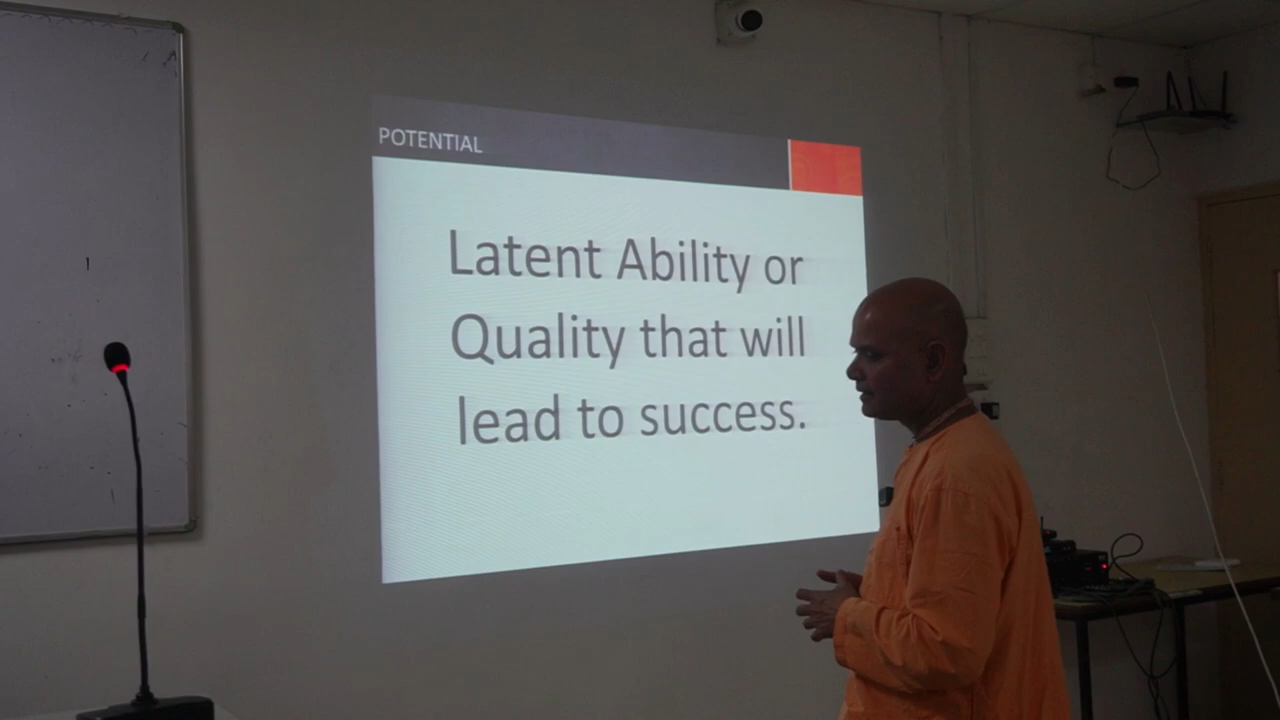 POTENTIAL
Latent Ability or
Quality that will
lead to success.